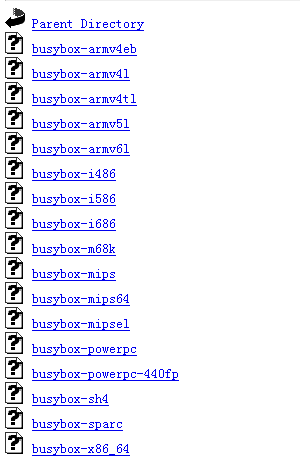 Parent Directory
busybox-armv4eb
busybox-armv4l
busybox-armv4tl
busybox-armv5l
busybox-armv6l
busybox-i486
busybox-i586
busybox-i686
busybox-m68k
busybox-mips
busybox-mips64
busybox-mipsel
busybox-powerpc
busybox-powerpc-440fp
busybox-sh4
busybox-sparc
busybox-x86_64